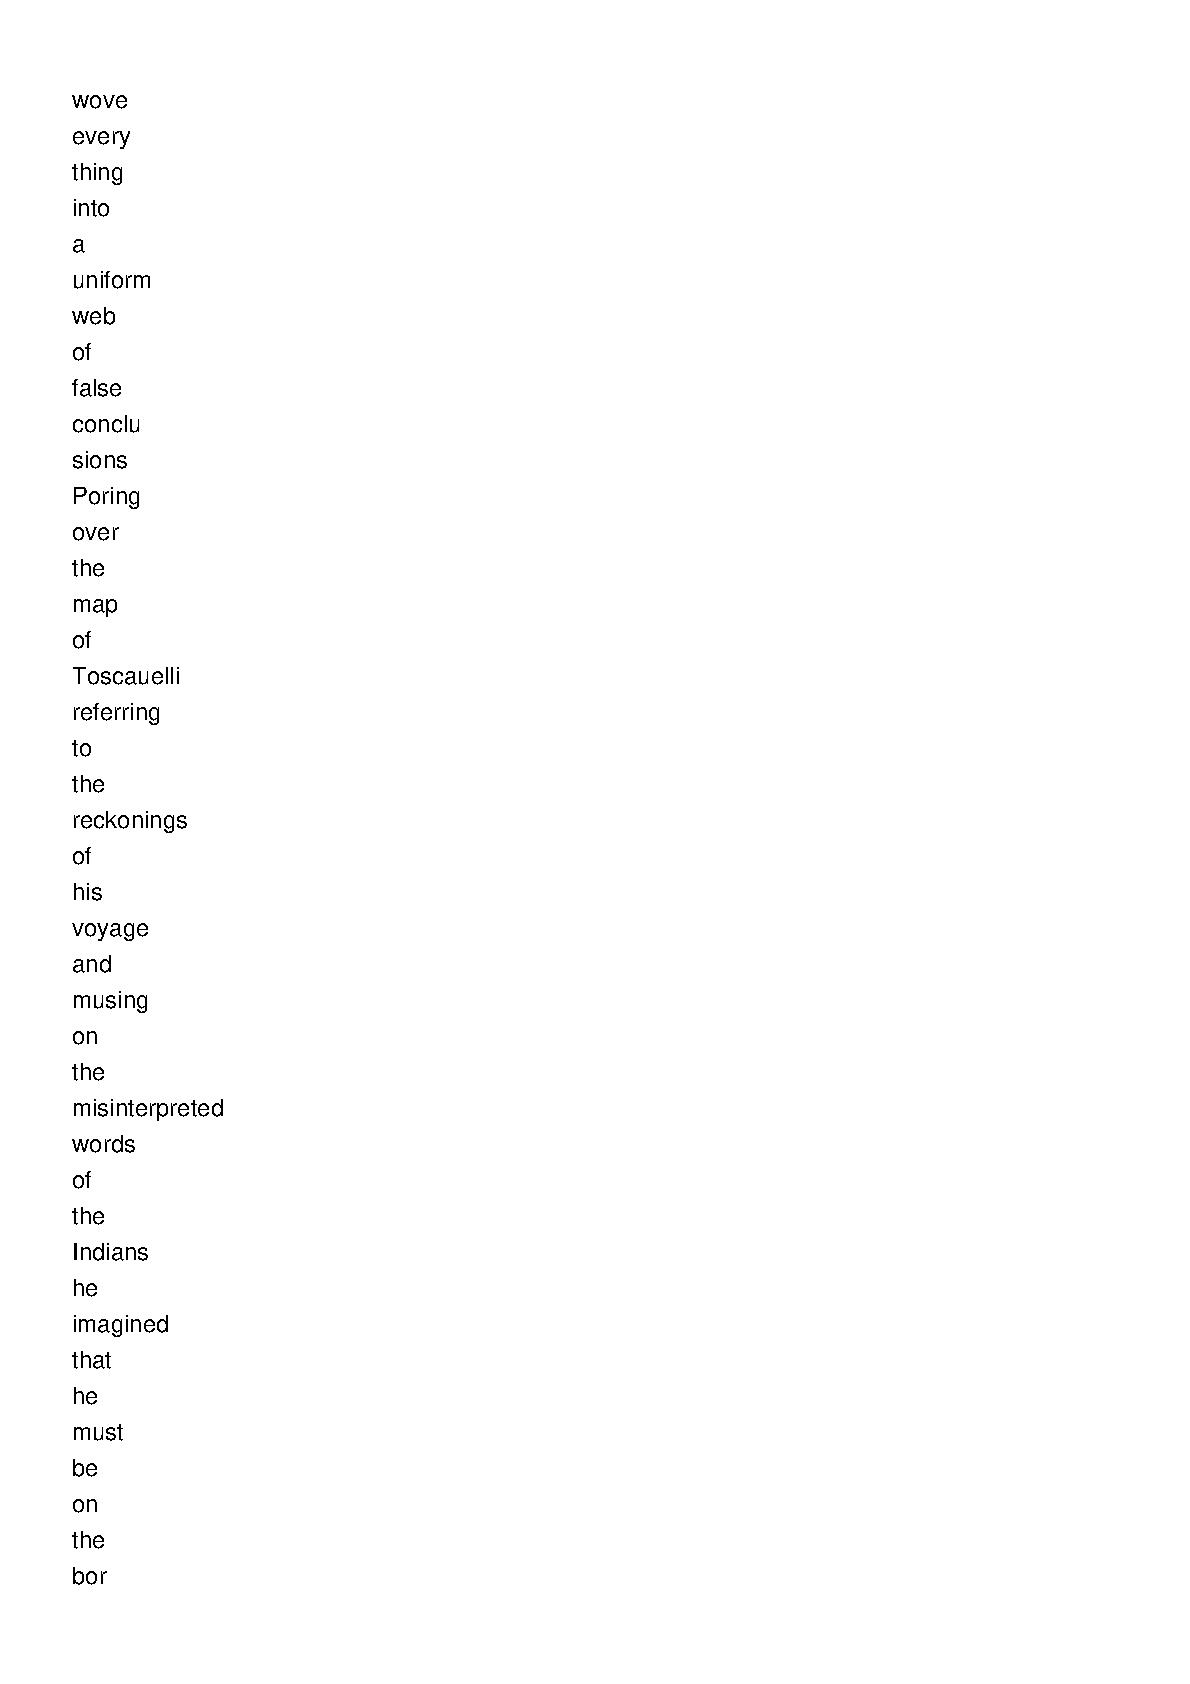 wove
every
thing
into
a
uniform
web
of
false
conclu
sions
Poring
over
the
map
of
Toscauelli
referring
to
the
reckonings
of
his
voyage
and
musing
on
the
misinterpreted
words
of
the
Indians
he
imagined
that
he
must
be
on
the
bor